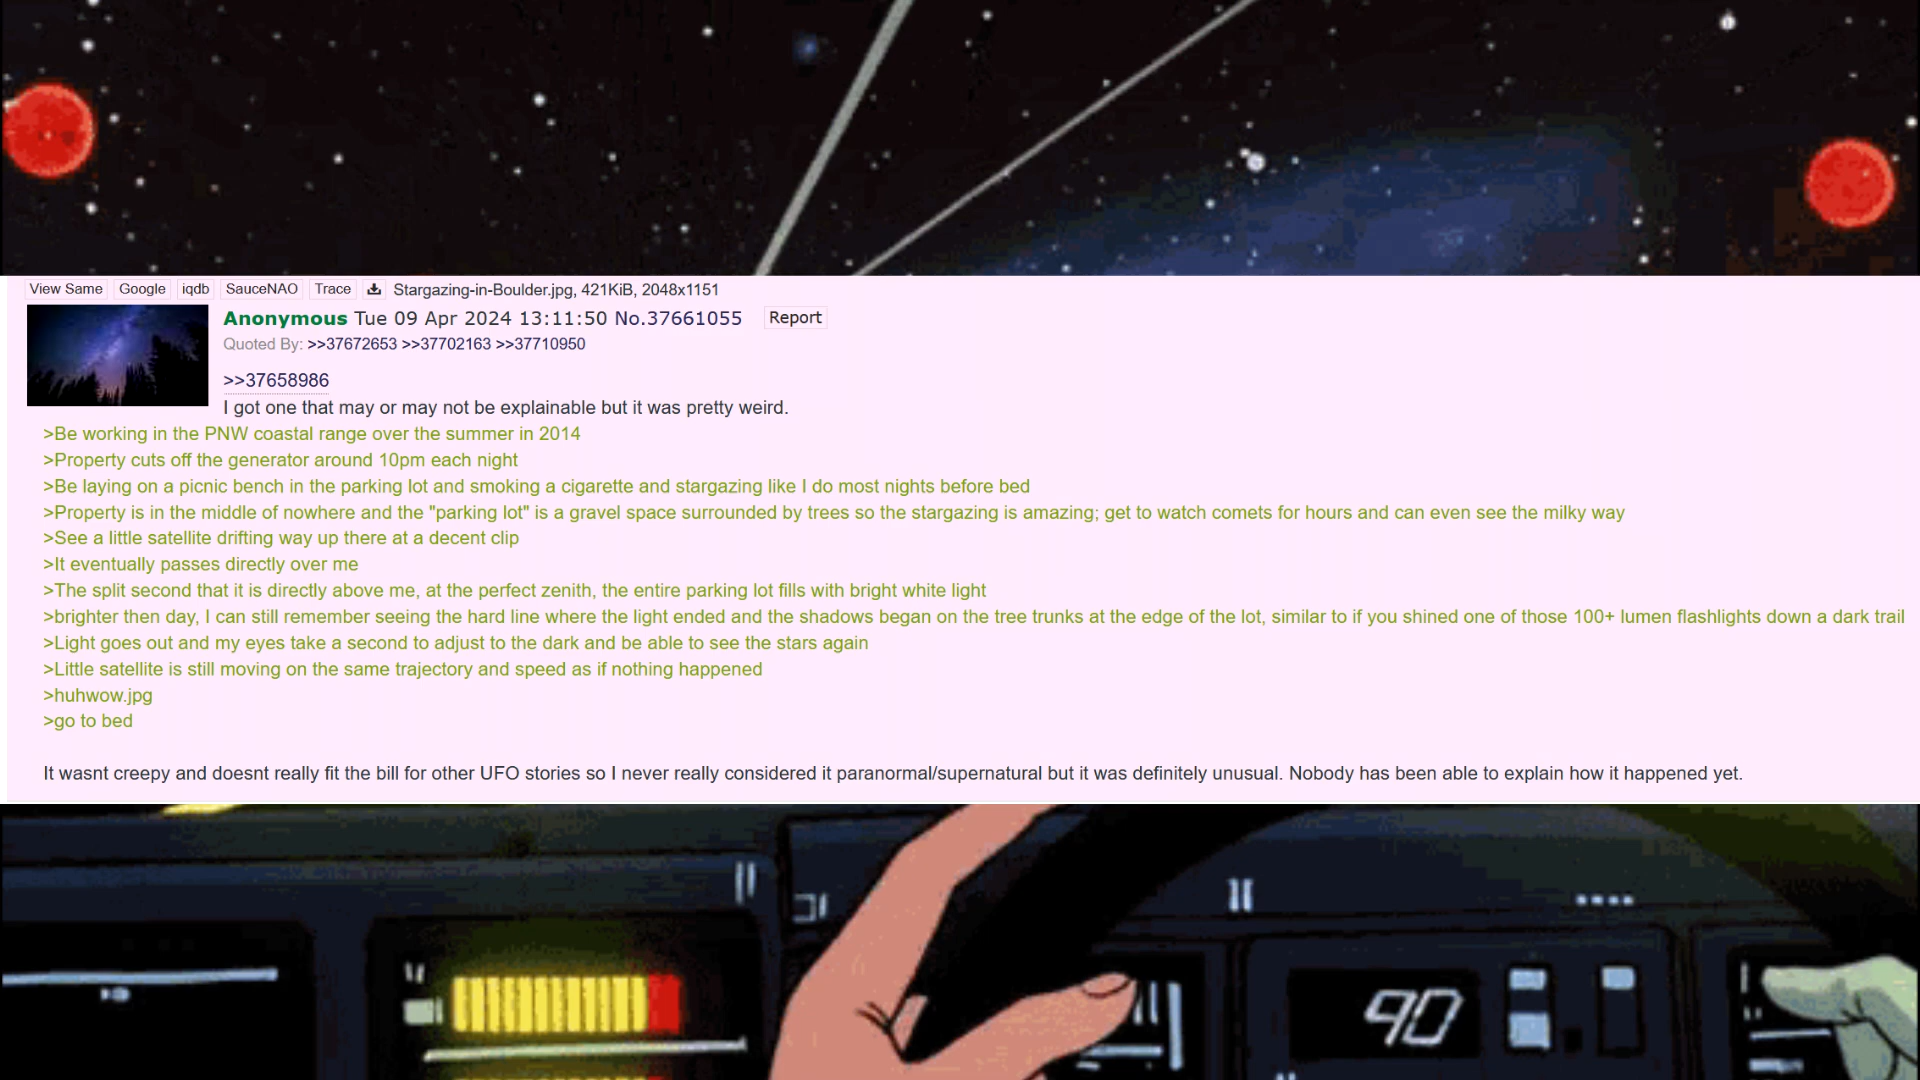 View Same Google iqdb SauceNAO Trace Stargazing-in-Boulder.jpg, 421KiB, 2048x1151
Anonymous Tue 09 Apr 2024 13:11:50 No.37661055 Report
Quoted By: >>37672653 >>37702163 >>37710950
>>37658986
I got one that may or may not be explainable but it was pretty weird.
>Be working in the PNW coastal range over the summer in 2014
>Property cuts off the generator around 10pm each night
>Be laying on a picnic bench in the parking lot and smoking a cigarette and stargazing like I do most nights before bed
>Property is in the middle of nowhere and the "parking lot" is a gravel space surrounded by trees so the stargazing is amazing; get to watch comets for hours and can even see the milky way
>See a little satellite drifting way up there at a decent clip
>It eventually passes directly over me
>The split second that it is directly above me, at the perfect zenith, the entire parking lot fills with bright white light
>brighter then day, I can still remember seeing the hard line where the light ended and the shadows began on the tree trunks at the edge of the lot, similar to if you shined one of those 100+ lumen flashlights down a dark trail
>Light goes out and my eyes take a second to adjust to the dark and be able to see the stars again
>Little satellite is still moving on the same trajectory and speed as if nothing happened
>huhwow.jpg
>go to bed
It wasnt creepy and doesnt really fit the bill for other UFO stories so I never really considered it paranormal/supernatural but it was definitely unusual. Nobody has been able to explain how it happened yet.
90